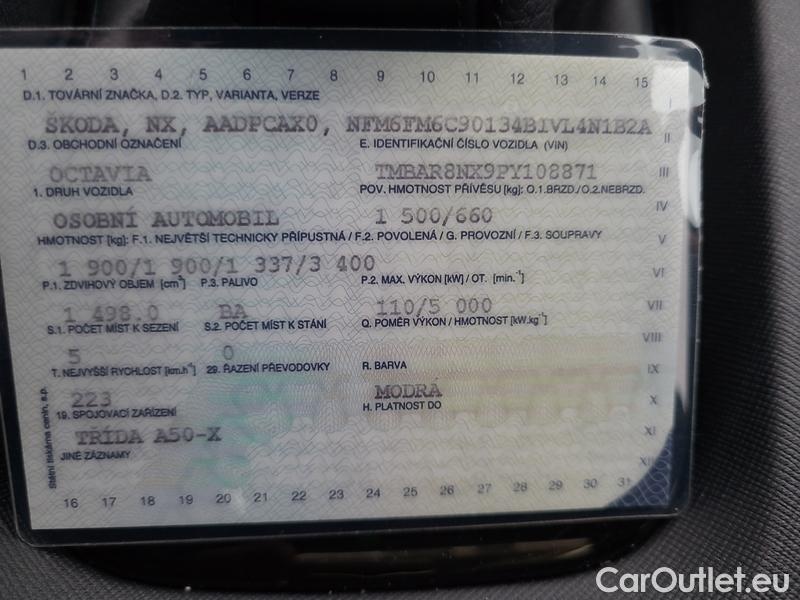 1 2 3 4 5 6 7 8 9 10 11 12 13 14 15
D.1. TOVÁRNÍ ZNAČKA, D.2. TYP, VARIANTA, VERZE I
ŠKODA, NX, AADPCAX0, NFM6FM6C90134BIVL4N1B2A
D.3. OBCHODNÍ OZNAČENÍ E. IDENTIFIKAČNÍ ČÍSLO VOZIDLA (VIN) II
OCTAVIA TMBAR8NX9PY108871 III
1. DRUH VOZIDLA POV. HMOTNOST PŘÍVĚSU [kg]: O.1.BRZD./O.2.NEBRZD.
OSOBNÍ AUTOMOBIL 1 500/660 IV
HMOTNOST [kg]: F.1. NEJVĚTŠÍ TECHNICKY PŘÍPUSTNÁ / F.2. POVOLENÁ / G. PROVOZNÍ / F.3. SOUPRAVY V
1 900/1 900/1 337/3 400 VI
P.1. ZDVIHOVÝ OBJEM [cm³] P.3. PALIVO P.2. MAX. VÝKON [kW] / OT. [min.⁻¹]
1 498.0 BA 110/5 000 VII
S.1. POČET MÍST K SEZENÍ S.2. POČET MÍST K STÁNÍ Q. POMĚR VÝKON / HMOTNOST [kW.kg⁻¹]
5 0 VIII
T. NEJVYŠŠÍ RYCHLOST [km.h⁻¹] 29. ŘAZENÍ PŘEVODOVKY R. BARVA IX
223 MODRÁ X
19. SPOJOVACÍ ZAŘÍZENÍ H. PLATNOST DO
TŘÍDA A50-X XI
JINÉ ZÁZNAMY XII
Státní tiskárna cenin, s.p.
16 17 18 19 20 21 22 23 24 25 26 27 28 29 30 31
CarOutlet.eu